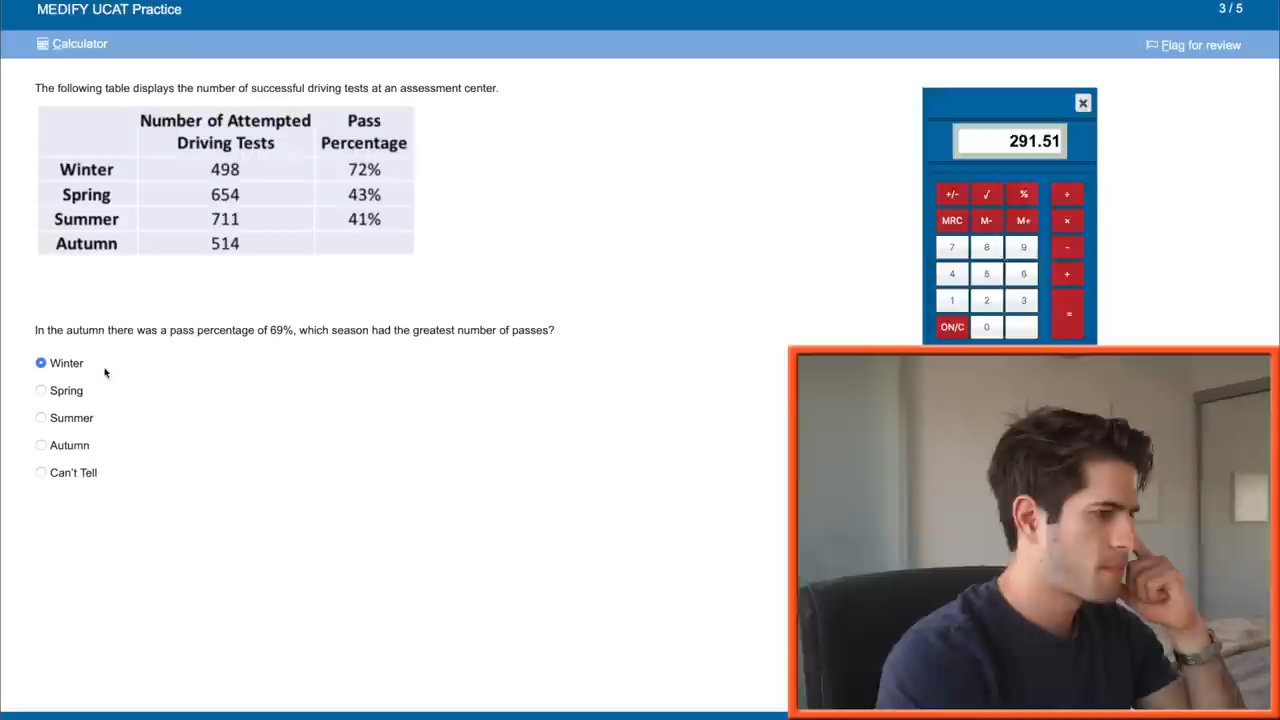 MEDIFY UCAT Practice
3 / 5
Calculator
Flag for review
The following table displays the number of successful driving tests at an assessment center.
Number of Attempted Driving Tests Pass Percentage
Winter 498 72%
Spring 654 43%
Summer 711 41%
Autumn 514
×
291.51
+/- √ % ÷
MRC M- M+ ×
7 8 9 -
4 5 6 +
1 2 3 =
ON/C 0
In the autumn there was a pass percentage of 69%, which season had the greatest number of passes?
Winter
Spring
Summer
Autumn
Can't Tell